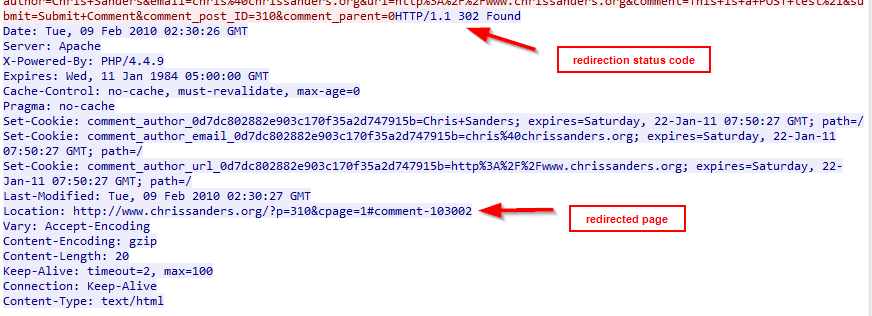 author=Chris+Sanders&email=chris%40chrissanders.org&url=http%3A%2F%2Fwww.chrissanders.org&comment=This+is+a+POST+test%21&su
bmit=Submit+Comment&comment_post_ID=310&comment_parent=0HTTP/1.1 302 Found
Date: Tue, 09 Feb 2010 02:30:26 GMT
redirection status code
Server: Apache
X-Powered-By: PHP/4.4.9
Expires: Wed, 11 Jan 1984 05:00:00 GMT
Cache-Control: no-cache, must-revalidate, max-age=0
Pragma: no-cache
Set-Cookie: comment_author_0d7dc802882e903c170f35a2d747915b=Chris+Sanders; expires=Saturday, 22-Jan-11 07:50:27 GMT; path=/
Set-Cookie: comment_author_email_0d7dc802882e903c170f35a2d747915b=chris%40chrissanders.org; expires=Saturday, 22-Jan-11
07:50:27 GMT; path=/
Set-Cookie: comment_author_url_0d7dc802882e903c170f35a2d747915b=http%3A%2F%2Fwww.chrissanders.org; expires=Saturday, 22-
Jan-11 07:50:27 GMT; path=/
Last-Modified: Tue, 09 Feb 2010 02:30:27 GMT
Location: http://www.chrissanders.org/?p=310&cpage=1#comment-103002
redirected page
Vary: Accept-Encoding
Content-Encoding: gzip
Content-Length: 20
Keep-Alive: timeout=2, max=100
Connection: Keep-Alive
Content-Type: text/html